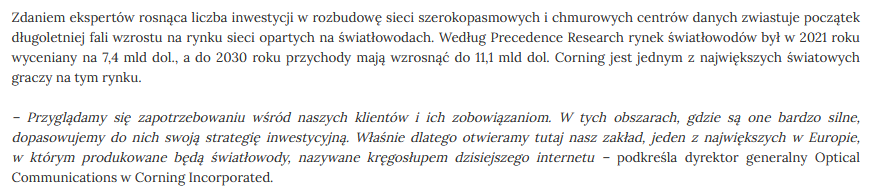 Zdaniem ekspertów rosnąca liczba inwestycji w rozbudowę sieci szerokopasmowych i chmurowych centrów danych zwiastuje początek
długoletniej fali wzrostu na rynku sieci opartych na światłowodach. Według Precedence Research rynek światłowodów był w 2021 roku
wyceniany na 7,4 mld dol., a do 2030 roku przychody mają wzrosnąć do 11,1 mld dol. Corning jest jednym z największych światowych
graczy na tym rynku.
– Przyglądamy się zapotrzebowaniu wśród naszych klientów i ich zobowiązaniom. W tych obszarach, gdzie są one bardzo silne,
dopasowujemy do nich swoją strategię inwestycyjną. Właśnie dlatego otwieramy tutaj nasz zakład, jeden z największych w Europie,
w którym produkowane będą światłowody, nazywane kręgosłupem dzisiejszego internetu – podkreśla dyrektor generalny Optical
Communications w Corning Incorporated.